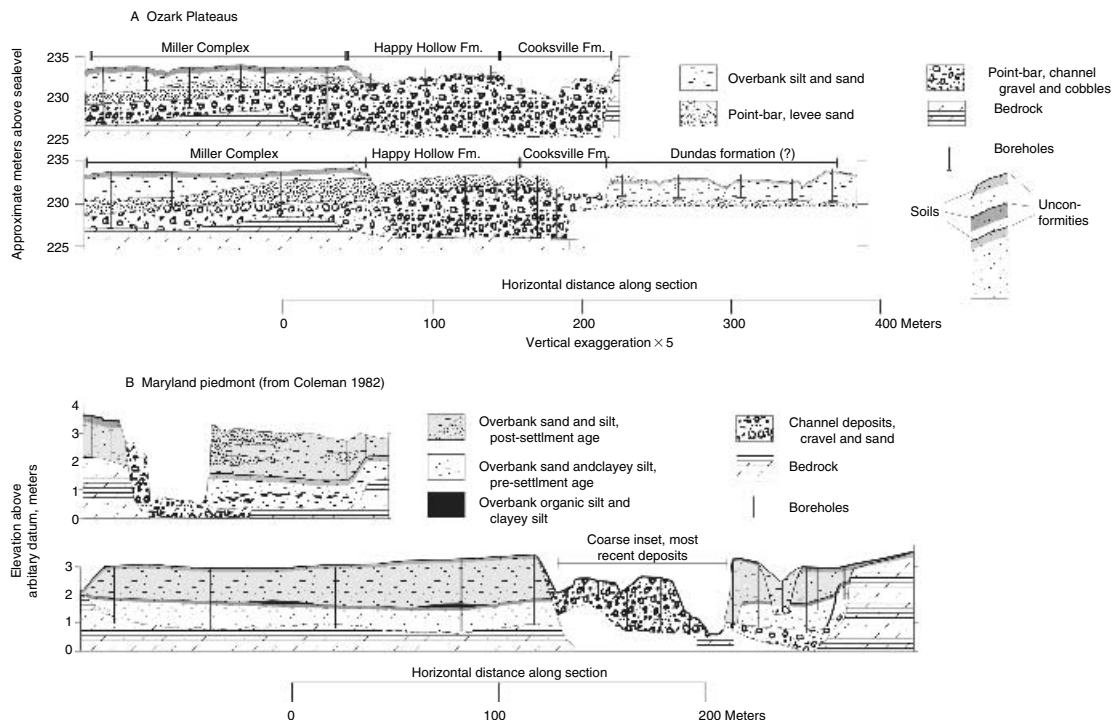 A Ozark Plateaus
Approximate meters above sealevel
235
230
225
Miller Complex
Happy Hollow Fm.
Cooksville Fm.
235
230
225
Miller Complex
Happy Hollow Fm.
Cooksville Fm.
Dundas formation (?)
Overbank silt and sand
Point-bar, levee sand
Point-bar, channel
gravel and cobbles
Bedrock
Boreholes
Soils
Uncon-
formities
Horizontal distance along section
0
100
200
300
400 Meters
Vertical exaggeration × 5
B Maryland piedmont (from Coleman 1982)
Elevation above
arbilary datum, meters
4
3
2
1
0
Overbank sand and silt,
post-settlment age
Overbank sand andclayey silt,
pre-settlment age
Overbank organic silt and
clayey silt
Channel deposits,
cravel and sand
Bedrock
Boreholes
3
2
1
0
Coarse inset, most
recent deposits
Horizontal distance along section
0
100
200 Meters